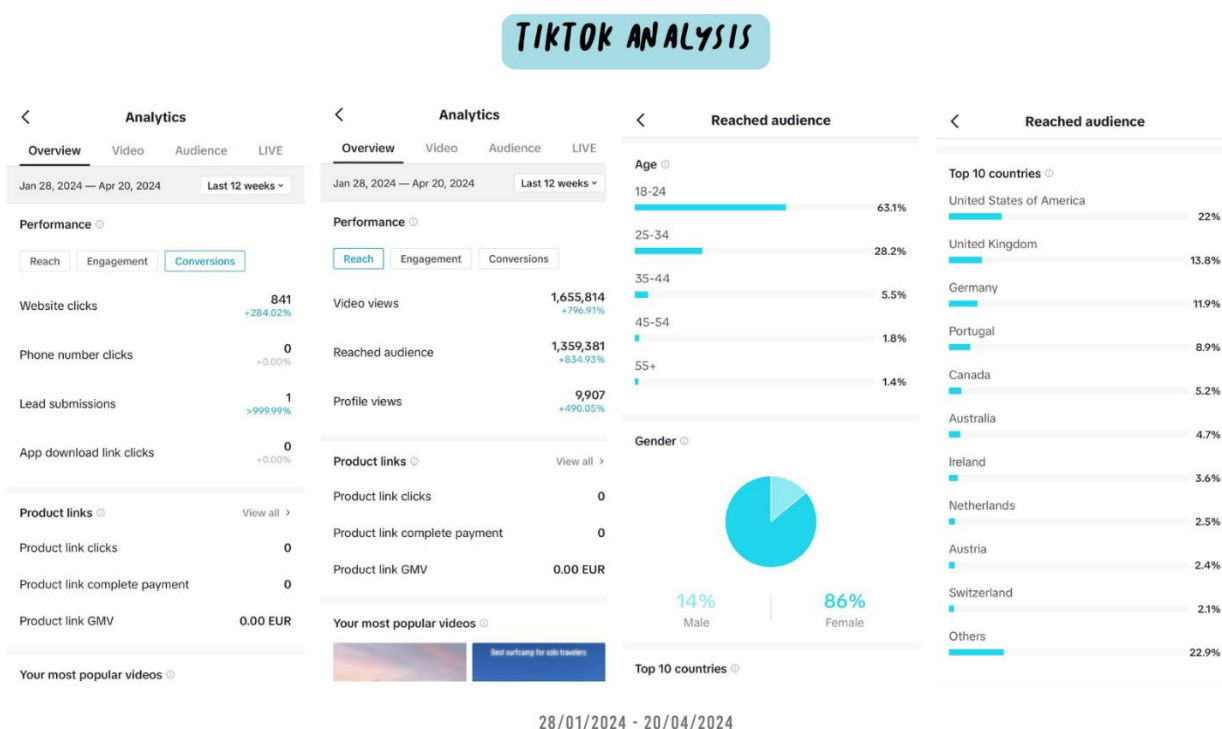 TIKTOK ANALYSIS
Analytics
Overview Video Audience LIVE
Jan 28, 2024 — Apr 20, 2024 Last 12 weeks
Performance
Reach Engagement Conversions
Website clicks 841
+284.02%
Phone number clicks 0
+0.00%
Lead submissions 1
>999.99%
App download link clicks 0
+0.00%
Product links View all >
Product link clicks 0
Product link complete payment 0
Product link GMV 0.00 EUR
Your most popular videos
Analytics
Overview Video Audience LIVE
Jan 28, 2024 — Apr 20, 2024 Last 12 weeks
Performance
Reach Engagement Conversions
Video views 1,655,814
+796.91%
Reached audience 1,359,381
+834.93%
Profile views 9,907
+490.05%
Product links View all >
Product link clicks 0
Product link complete payment 0
Product link GMV 0.00 EUR
Your most popular videos
Best surfcamp for solo travelers
Reached audience
Age
18-24
63.1%
25-34
28.2%
35-44
5.5%
45-54
1.8%
55+
1.4%
Gender
14% 86%
Male Female
Top 10 countries
Reached audience
Top 10 countries
United States of America
22%
United Kingdom
13.8%
Germany
11.9%
Portugal
8.9%
Canada
5.2%
Australia
4.7%
Ireland
3.6%
Netherlands
2.5%
Austria
2.4%
Switzerland
2.1%
Others
22.9%
28/01/2024 - 20/04/2024